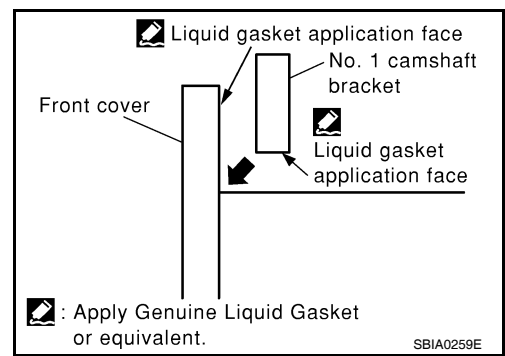 Liquid gasket application face
No. 1 camshaft
bracket
Front cover
Liquid gasket
application face
: Apply Genuine Liquid Gasket
or equivalent.
SBIA0259E